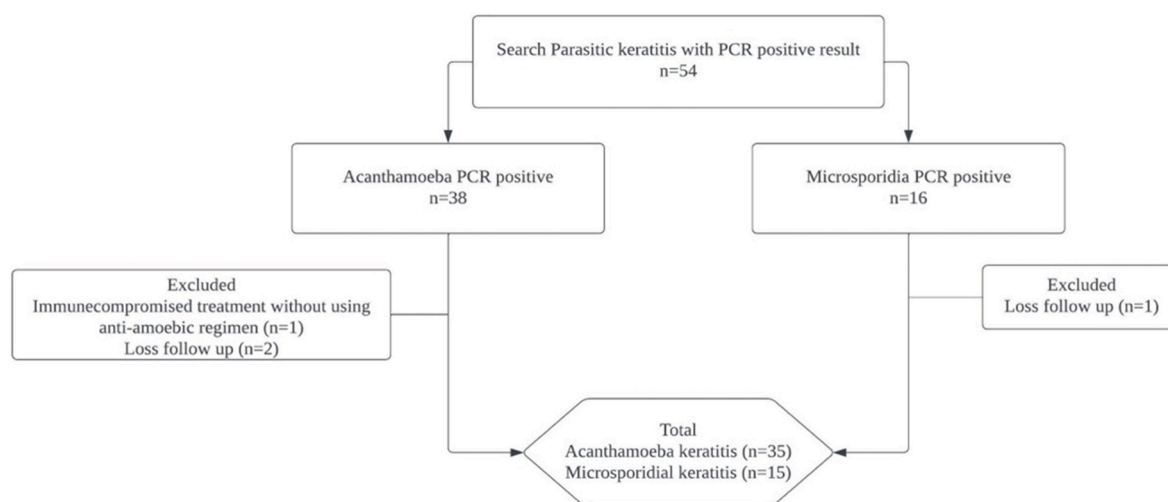 Search Parasitic keratitis with PCR positive result
n=54
Acanthamoeba PCR positive
n=38
Microsporidia PCR positive
n=16
Excluded
Immunecompromised treatment without using
anti-amoebic regimen (n=1)
Loss follow up (n=2)
Excluded
Loss follow up (n=1)
Total
Acanthamoeba keratitis (n=35)
Microsporidial keratitis (n=15)